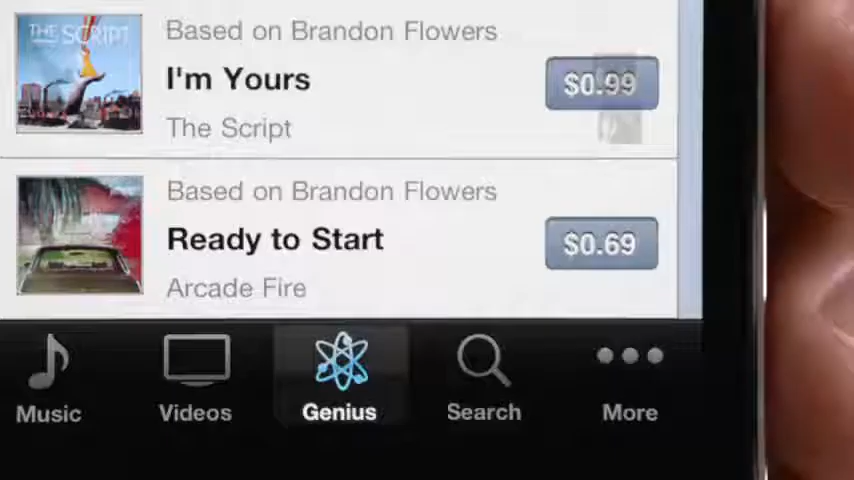 THE SCRIPT
Based on Brandon Flowers
I'm Yours
$0.99
The Script
Based on Brandon Flowers
Ready to Start
$0.69
Arcade Fire
Music
Videos
Genius
Search
More